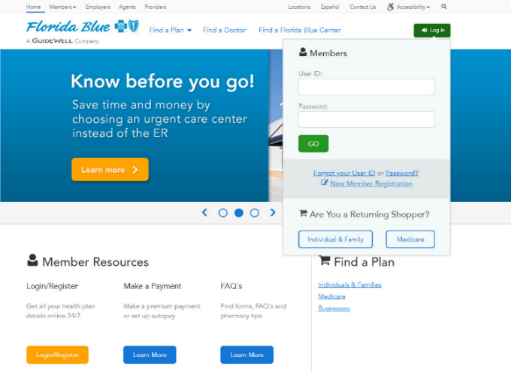 Home Members Employers Agents Providers
Locations Español Contact Us Accessibility
Florida Blue
A GUIDEWELL Company
Find a Plan Find a Doctor Find a Florida Blue Center
Log In
Members
User ID:
Password:
GO
Forgot your User ID or Password?
New Member Registration
Are You a Returning Shopper?
Individual & Family Medicare
Know before you go!
Save time and money by
choosing an urgent care center
instead of the ER
Learn more
Member Resources
Login/Register
Get all your health plan
details online 24/7
Login/Register
Make a Payment
Make a premium payment
or set up autopay
Learn More
FAQ's
Find forms, FAQ's and
pharmacy tips
Learn More
Find a Plan
Individuals & Families
Medicare
Businesses